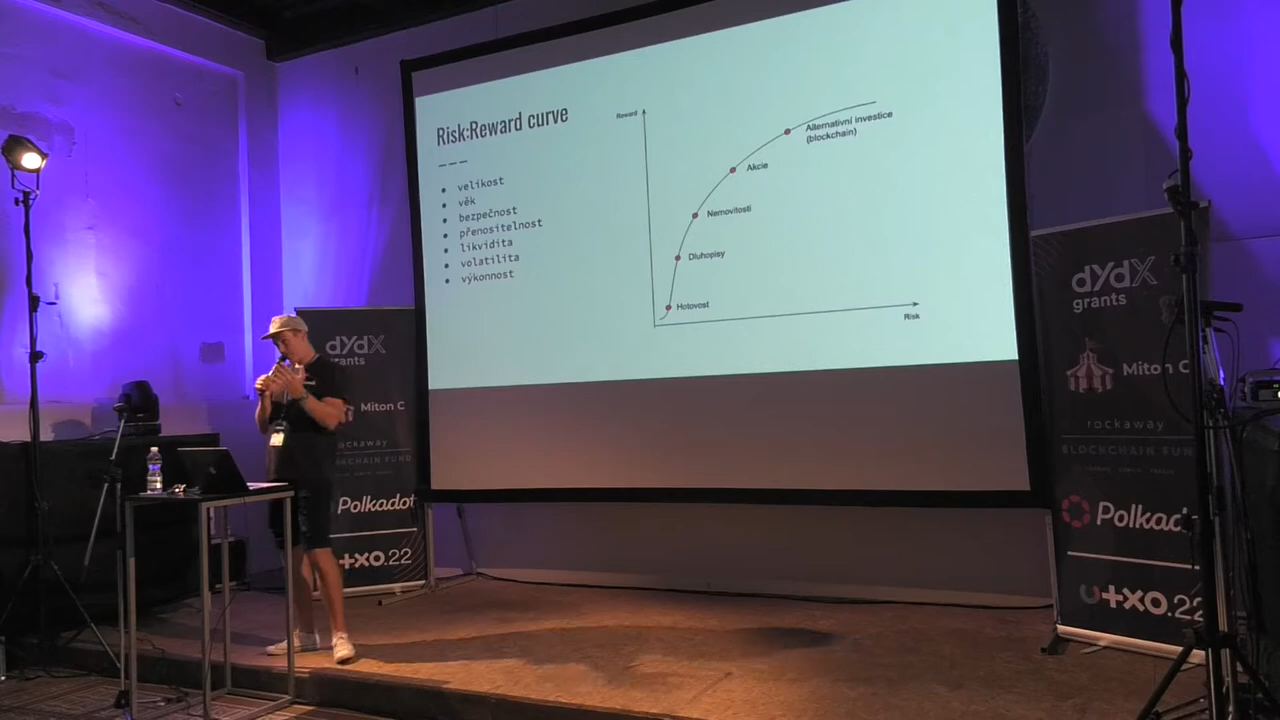 Risk:Reward curve
– – –
● velikost
● věk
● bezpečnost
● přenositelnost
● likvidita
● volatilita
● výkonnost
Reward
Alternativní investice
(blockchain)
Akcie
Nemovitosti
Dluhopisy
Hotovost
Risk
dYdX
grants
Miton C
rockaway
CHAIN FUND
Polkadot
+xo.22
dYdX
grants
Miton C
rockaway
BLOCKCHAIN FUND
Polkad
u+xo.22